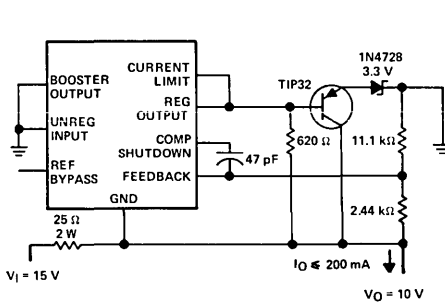 BOOSTER
OUTPUT
UNREG
INPUT
REF
BYPASS
CURRENT
LIMIT
REG
OUTPUT
COMP
SHUTDOWN
FEEDBACK
GND
47 pF
TIP32
1N4728
3.3 V
620 Ω
11.1 kΩ
2.44 kΩ
25 Ω
2 W
VI = 15 V
IO ≤ 200 mA
VO = 10 V